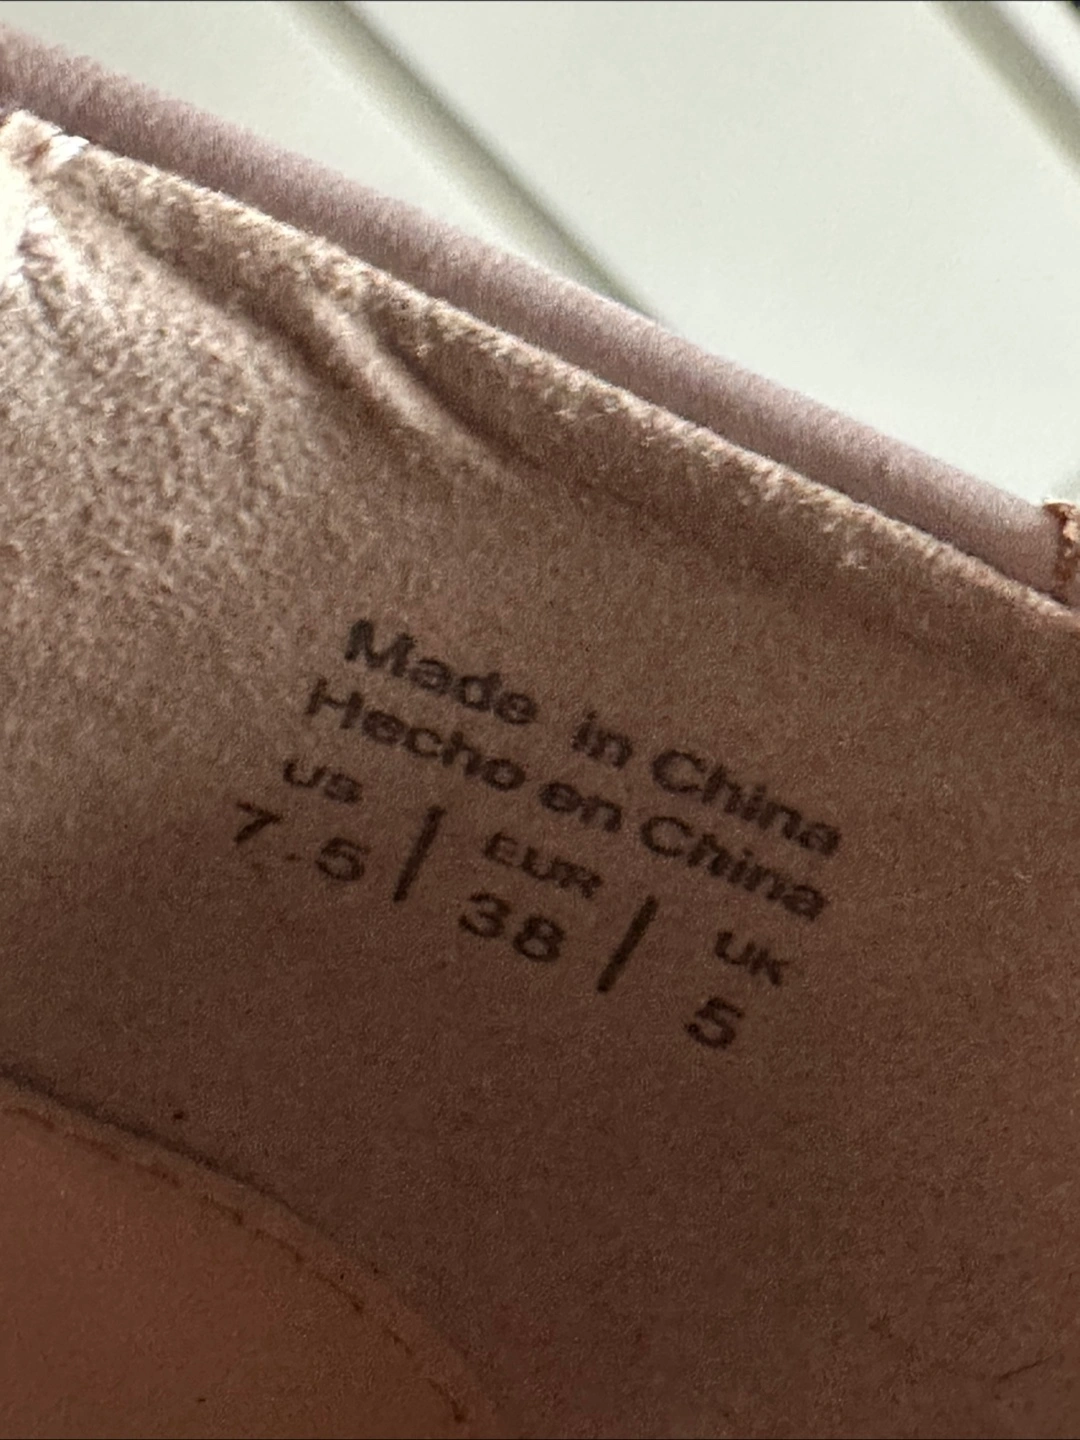 Made in China
Hecho en China
US | EUR | UK
7.5 | 38 | 5